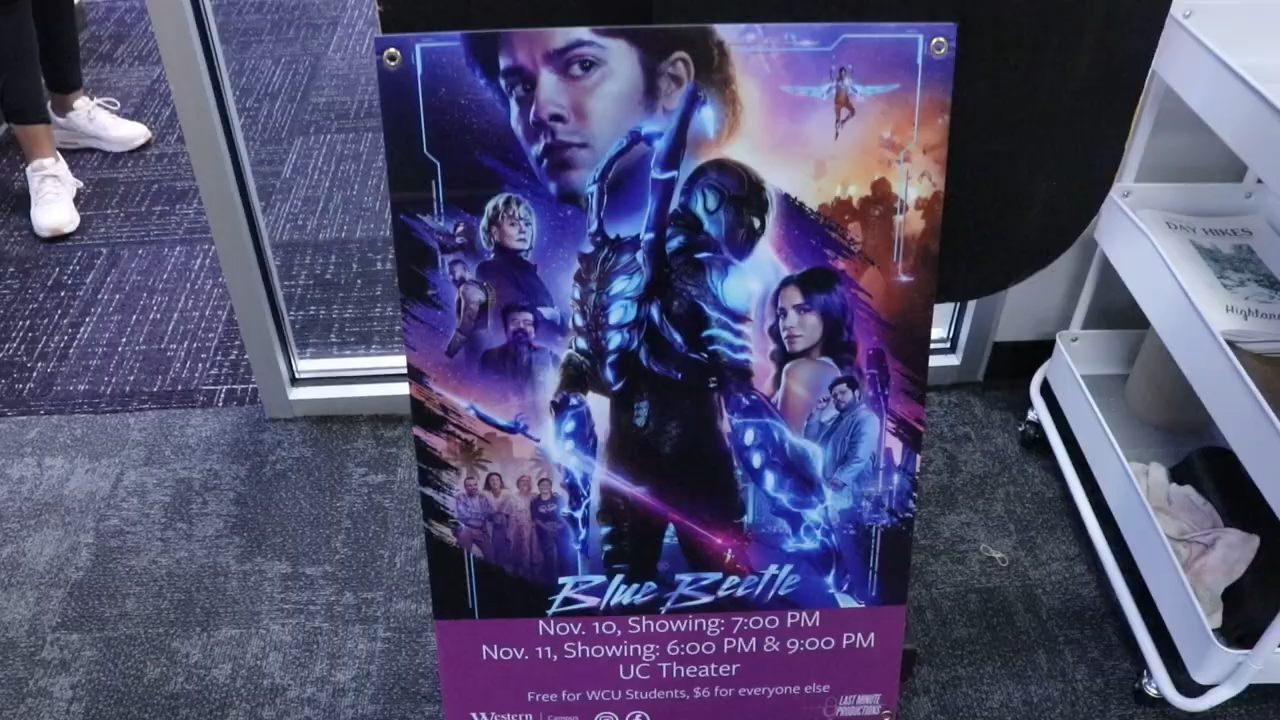 DAY HIKES
Blue Beetle
Nov. 10, Showing: 7:00 PM
Nov. 11, Showing: 6:00 PM & 9:00 PM
UC Theater
Free for WCU Students, $6 for everyone else
Western Campus
LAST MINUTE
PRODUCTIONS